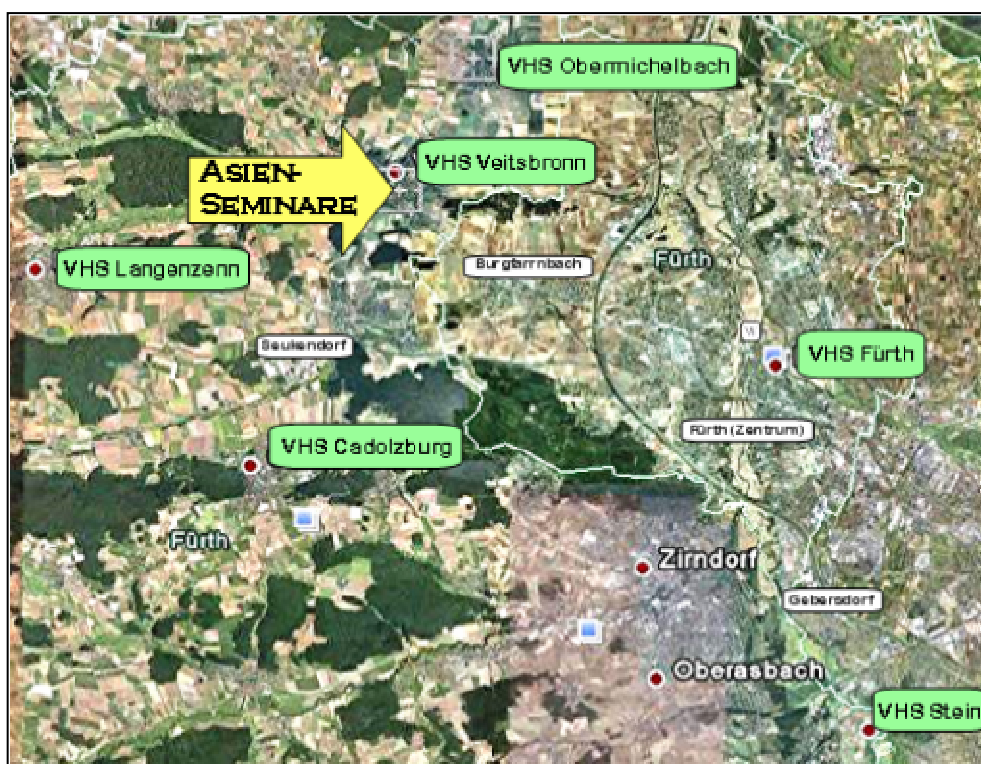 VHS Obermichelbach
VHS Veitsbronn
ASIEN-
SEMINARE
Burgfarrnbach
Fürth
VHS Langenzenn
Seukendorf
VHS Fürth
Fürth (Zentrum)
VHS Cadolzburg
Fürth
Zirndorf
Gebersdorf
Oberasbach
VHS Stein